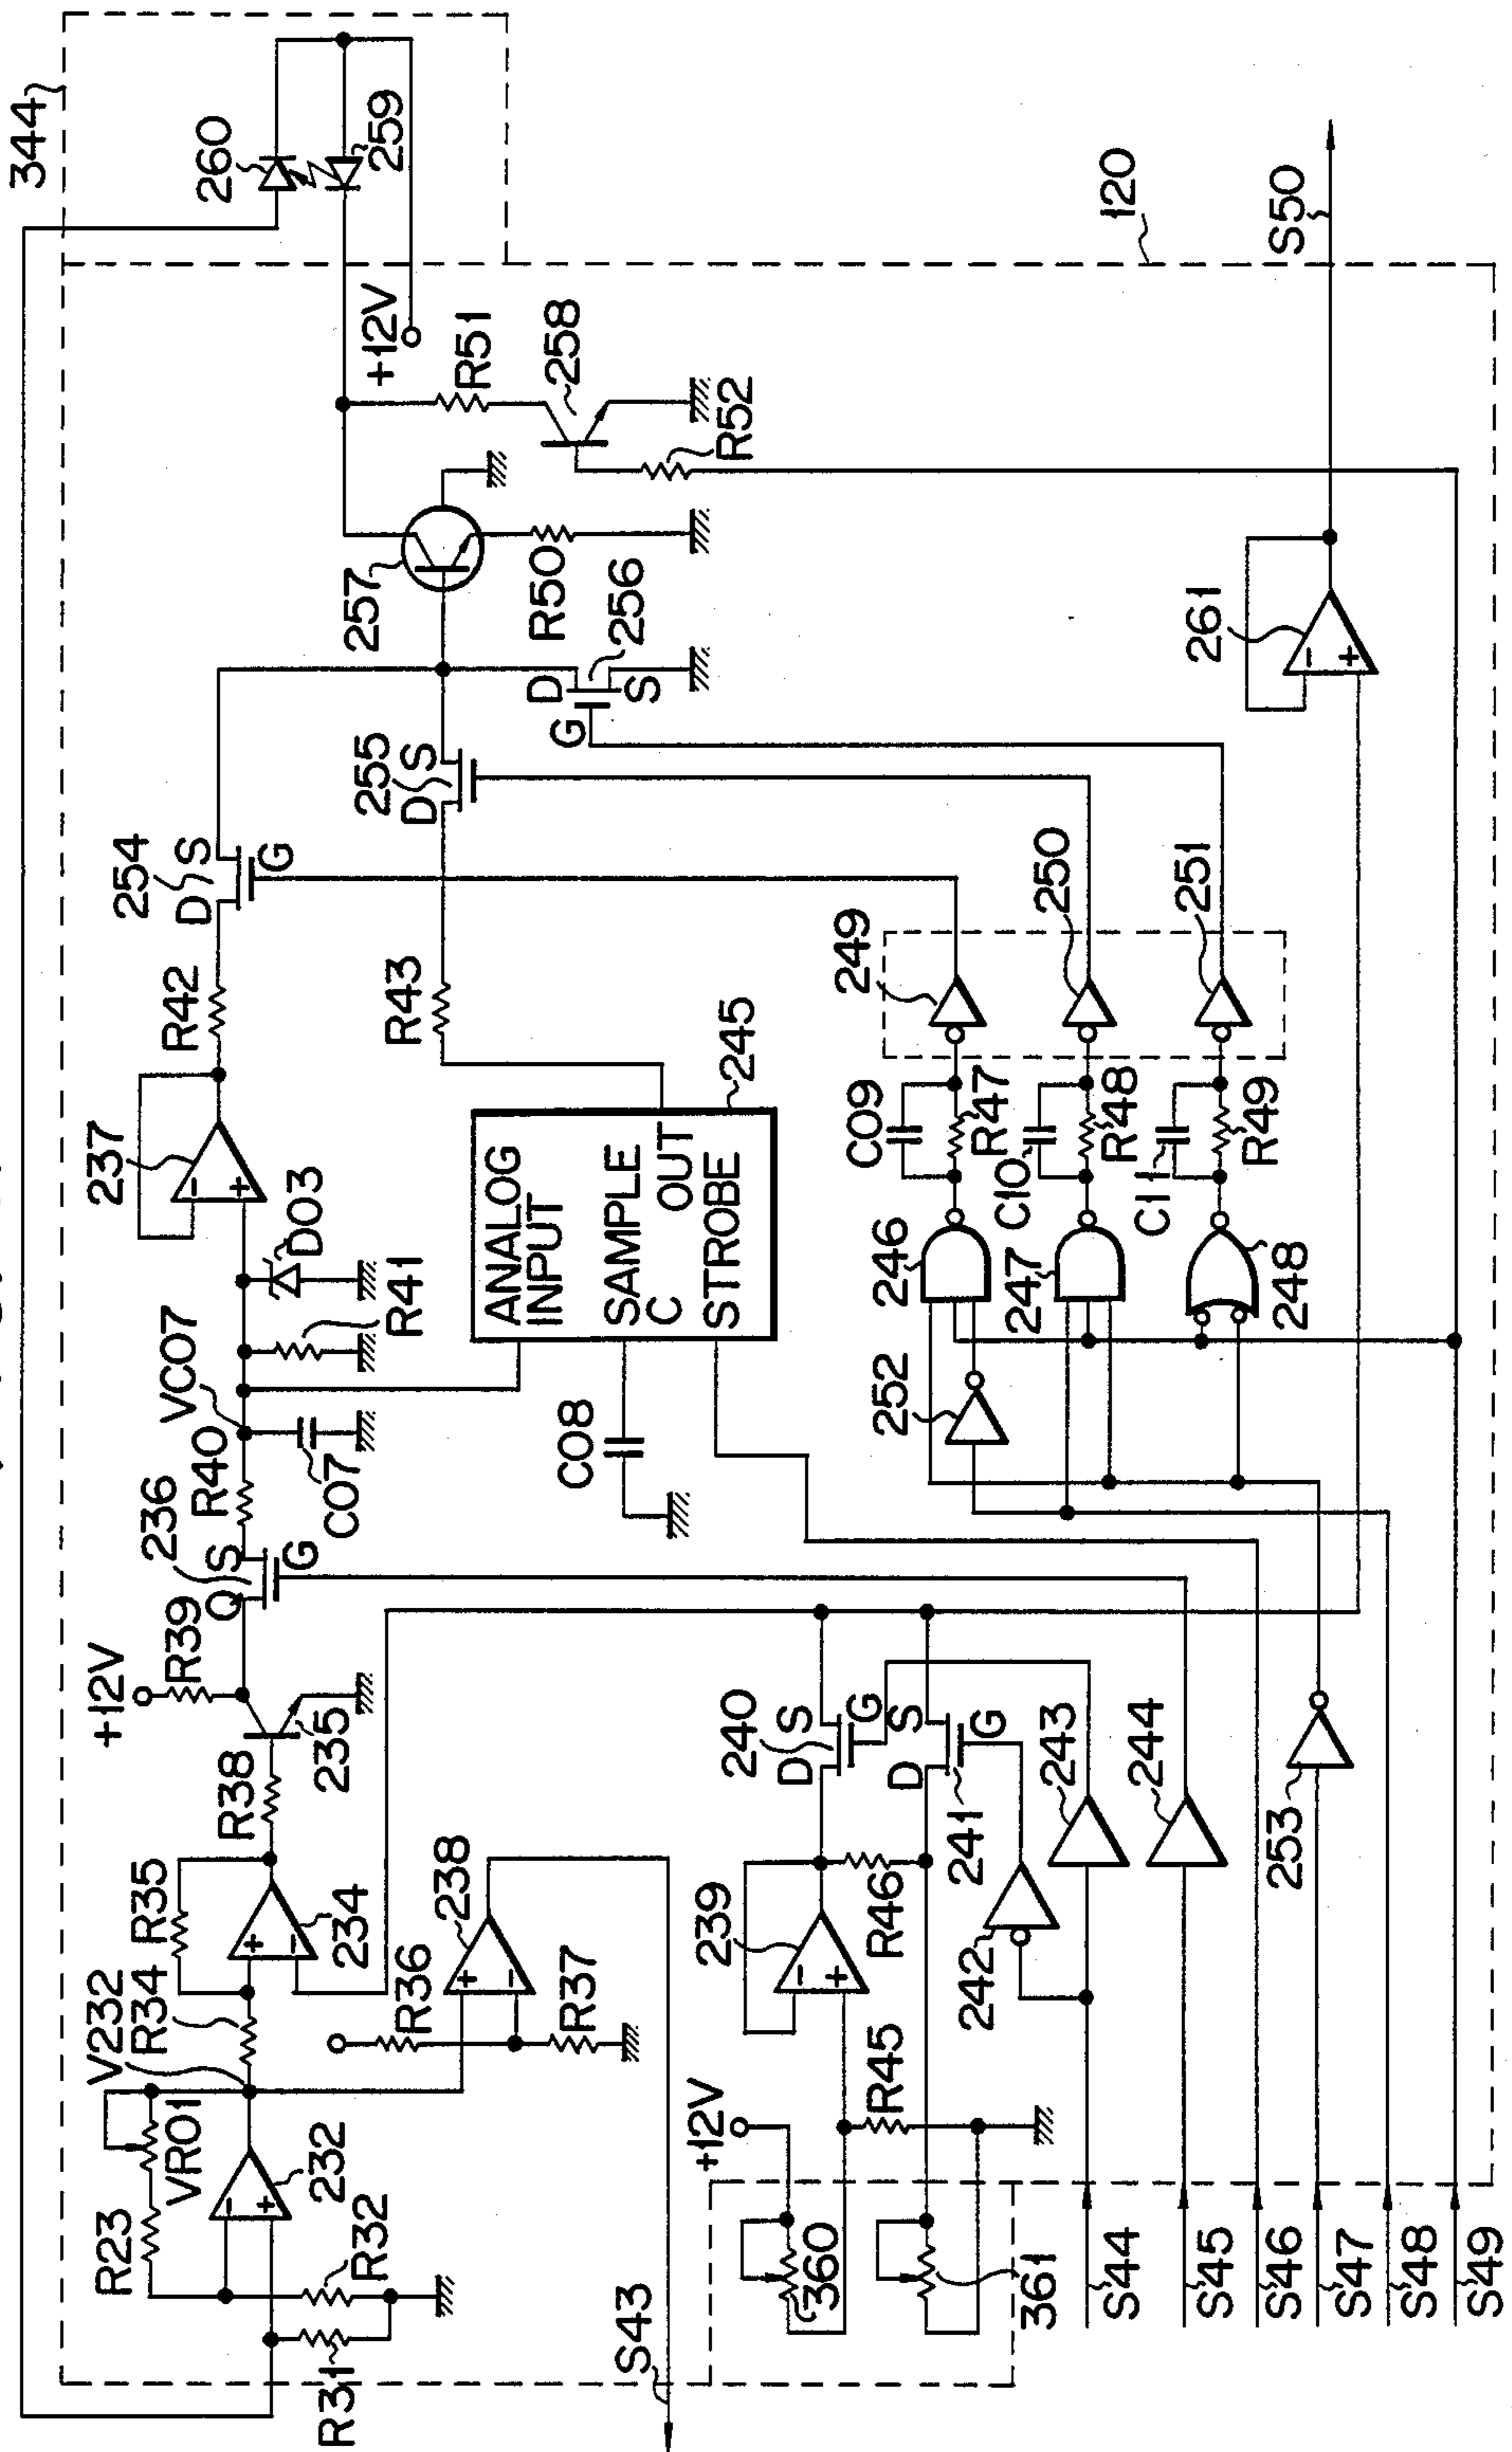 344
260
259
+12V
R51
258
R52
257
R50
256
D
G
S
255
D
S
254
D
S
G
R42
R43
237
D03
R41
VC07
R40
C07
236
Q
S
G
+12V
R39
235
R38
R35
234
V232
R34
VR01
R23
232
R32
R31
238
R36
R37
S43
ANALOG
INPUT
SAMPLE
C OUT
STROBE
245
C08
249
250
251
C09
R47
C10
R48
C11
R49
246
247
248
252
261
120
S50
240
D
S
G
241
D
S
G
239
R46
R45
242
243
244
253
+12V
360
361
S44
S45
S46
S47
S48
S49